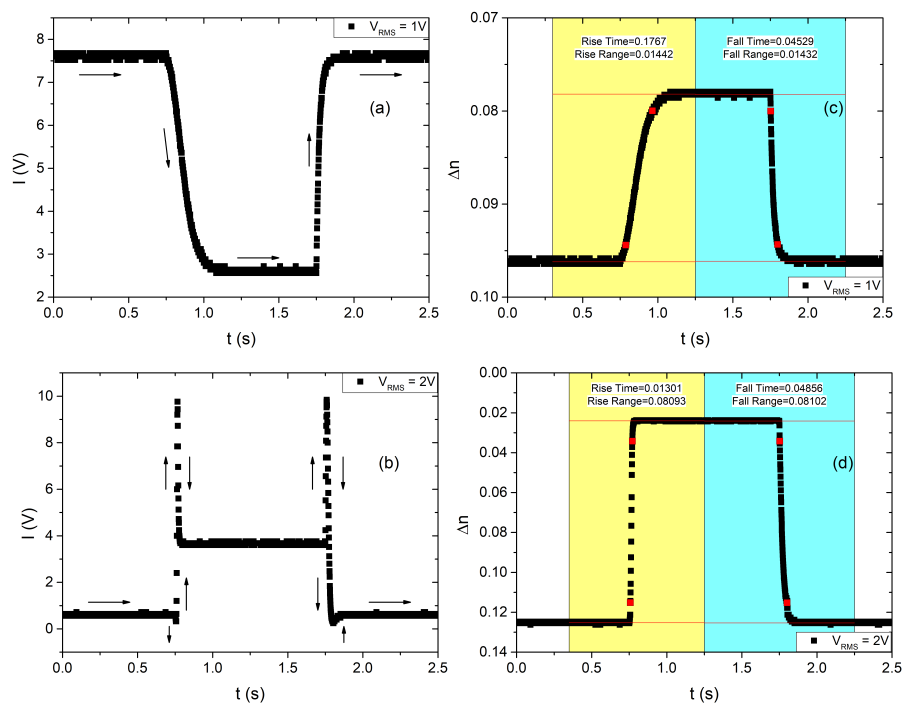 V_RMS = 1V
(a)
8
7
6
5
4
3
2
I (V)
0.0 0.5 1.0 1.5 2.0 2.5
t (s)
0.07
0.08
0.09
0.10
Δn
Rise Time=0.1767
Rise Range=0.01442
Fall Time=0.04529
Fall Range=0.01432
(c)
V_RMS = 1V
0.0 0.5 1.0 1.5 2.0 2.5
t (s)
V_RMS = 2V
(b)
10
8
6
4
2
0
I (V)
0.0 0.5 1.0 1.5 2.0 2.5
t (s)
0.00
0.02
0.04
0.06
0.08
0.10
0.12
0.14
Δn
Rise Time=0.01301
Rise Range=0.08093
Fall Time=0.04856
Fall Range=0.08102
(d)
V_RMS = 2V
0.0 0.5 1.0 1.5 2.0 2.5
t (s)